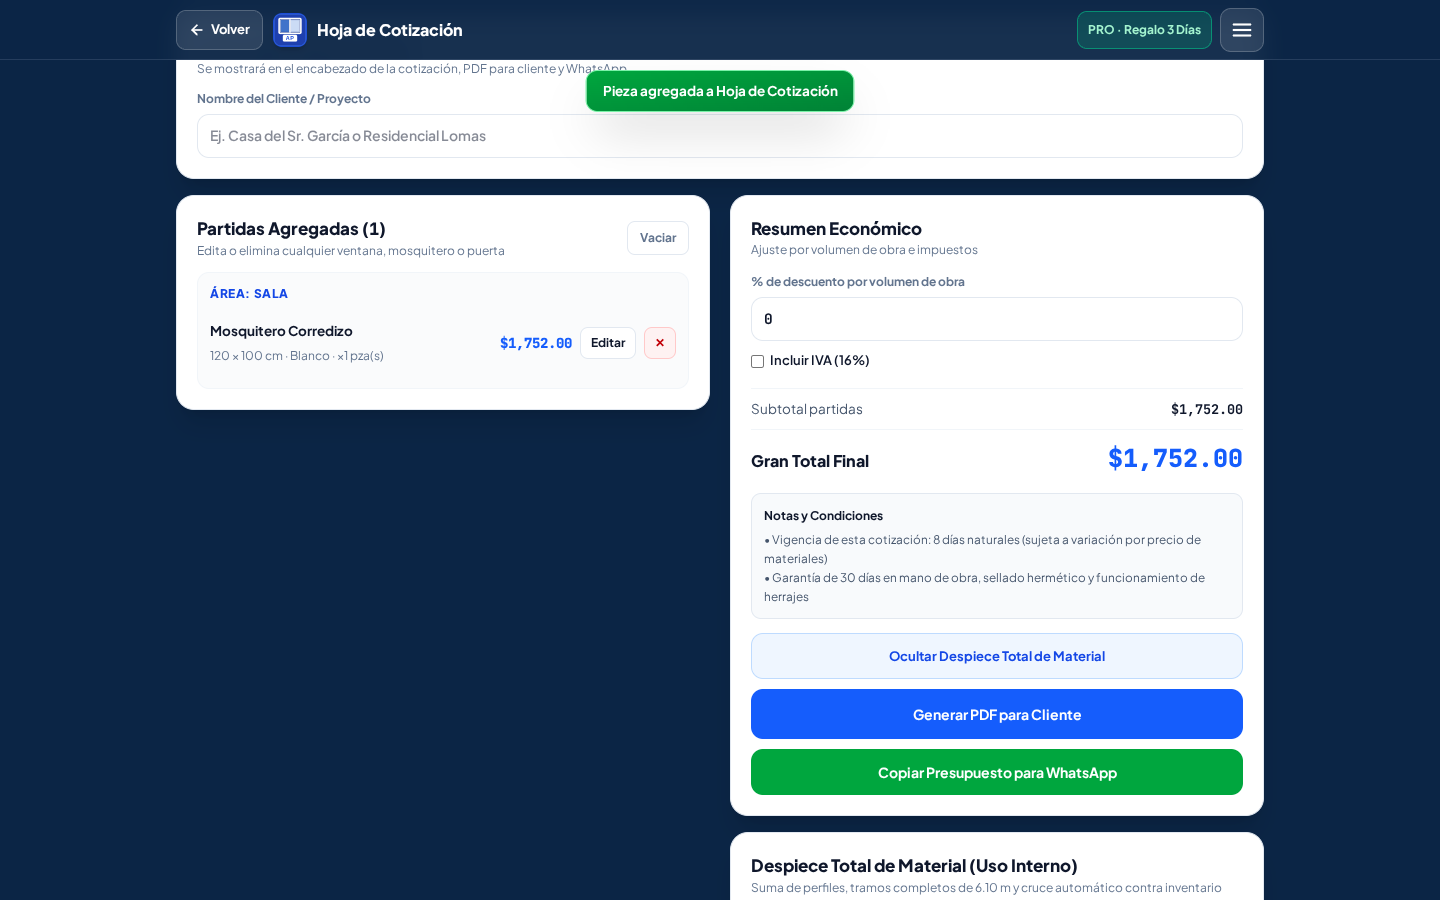 Volver
AP
Hoja de Cotización
PRO · Regalo 3 Días
Se mostrará en el encabezado de la cotización, PDF para cliente y WhatsApp
Pieza agregada a Hoja de Cotización
Nombre del Cliente / Proyecto
Ej. Casa del Sr. García o Residencial Lomas
Partidas Agregadas (1)
Edita o elimina cualquier ventana, mosquitero o puerta
Vaciar
ÁREA: SALA
Mosquitero Corredizo
120 × 100 cm · Blanco · ×1 pza(s)
$1,752.00
Editar
×
Resumen Económico
Ajuste por volumen de obra e impuestos
% de descuento por volumen de obra
0
Incluir IVA (16%)
Subtotal partidas
$1,752.00
Gran Total Final
$1,752.00
Notas y Condiciones
• Vigencia de esta cotización: 8 días naturales (sujeta a variación por precio de
materiales)
• Garantía de 30 días en mano de obra, sellado hermético y funcionamiento de
herrajes
Ocultar Despiece Total de Material
Generar PDF para Cliente
Copiar Presupuesto para WhatsApp
Despiece Total de Material (Uso Interno)
Suma de perfiles, tramos completos de 6.10 m y cruce automático contra inventario